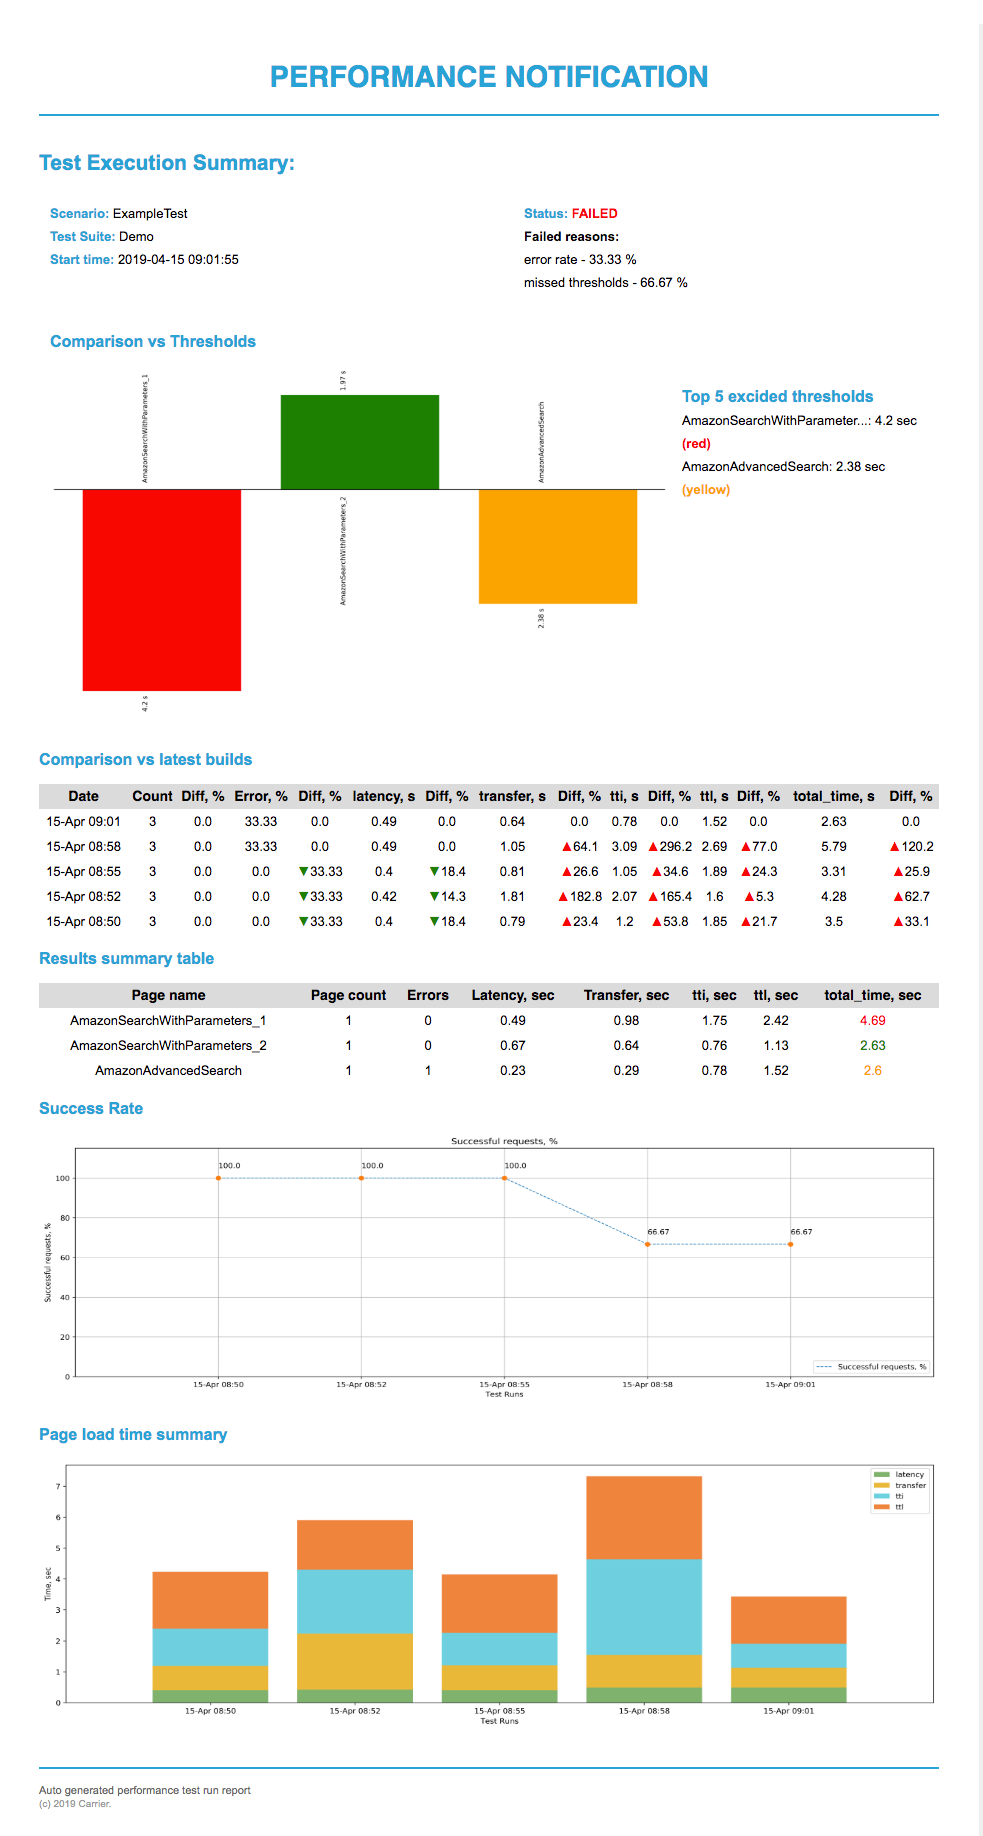 PERFORMANCE NOTIFICATION
Test Execution Summary:
Scenario: ExampleTest
Test Suite: Demo
Start time: 2019-04-15 09:01:55
Status: FAILED
Failed reasons:
error rate - 33.33 %
missed thresholds - 66.67 %
Comparison vs Thresholds
AmazonSearchWithParameters_1
1.97 s
AmazonAdvancedSearch
AmazonSearchWithParameters_2
2.38 s
4.2 s
Top 5 excided thresholds
AmazonSearchWithParameter...: 4.2 sec
(red)
AmazonAdvancedSearch: 2.38 sec
(yellow)
Comparison vs latest builds
Date Count Diff, % Error, % Diff, % latency, s Diff, % transfer, s Diff, % tti, s Diff, % ttl, s Diff, % total_time, s Diff, %
15-Apr 09:01 3 0.0 33.33 0.0 0.49 0.0 0.64 0.0 0.78 0.0 1.52 0.0 2.63 0.0
15-Apr 08:58 3 0.0 33.33 0.0 0.49 0.0 1.05 ▲64.1 3.09 ▲296.2 2.69 ▲77.0 5.79 ▲120.2
15-Apr 08:55 3 0.0 0.0 ▼33.33 0.4 ▼18.4 0.81 ▲26.6 1.05 ▲34.6 1.89 ▲24.3 3.31 ▲25.9
15-Apr 08:52 3 0.0 0.0 ▼33.33 0.42 ▼14.3 1.81 ▲182.8 2.07 ▲165.4 1.6 ▲5.3 4.28 ▲62.7
15-Apr 08:50 3 0.0 0.0 ▼33.33 0.4 ▼18.4 0.79 ▲23.4 1.2 ▲53.8 1.85 ▲21.7 3.5 ▲33.1
Results summary table
Page name Page count Errors Latency, sec Transfer, sec tti, sec ttl, sec total_time, sec
AmazonSearchWithParameters_1 1 0 0.49 0.98 1.75 2.42 4.69
AmazonSearchWithParameters_2 1 0 0.67 0.64 0.76 1.13 2.63
AmazonAdvancedSearch 1 1 0.23 0.29 0.78 1.52 2.6
Success Rate
Successful requests, %
100.0 100.0 100.0
66.67 66.67
Successful requests, %
100
80
60
40
20
0
Successful requests, %
15-Apr 08:50 15-Apr 08:52 15-Apr 08:55 15-Apr 08:58 15-Apr 09:01
Test Runs
Page load time summary
latency
transfer
tti
ttl
Time, sec
7
6
5
4
3
2
1
0
15-Apr 08:50 15-Apr 08:52 15-Apr 08:55 15-Apr 08:58 15-Apr 09:01
Test Runs
Auto generated performance test run report
(c) 2019 Carrier.